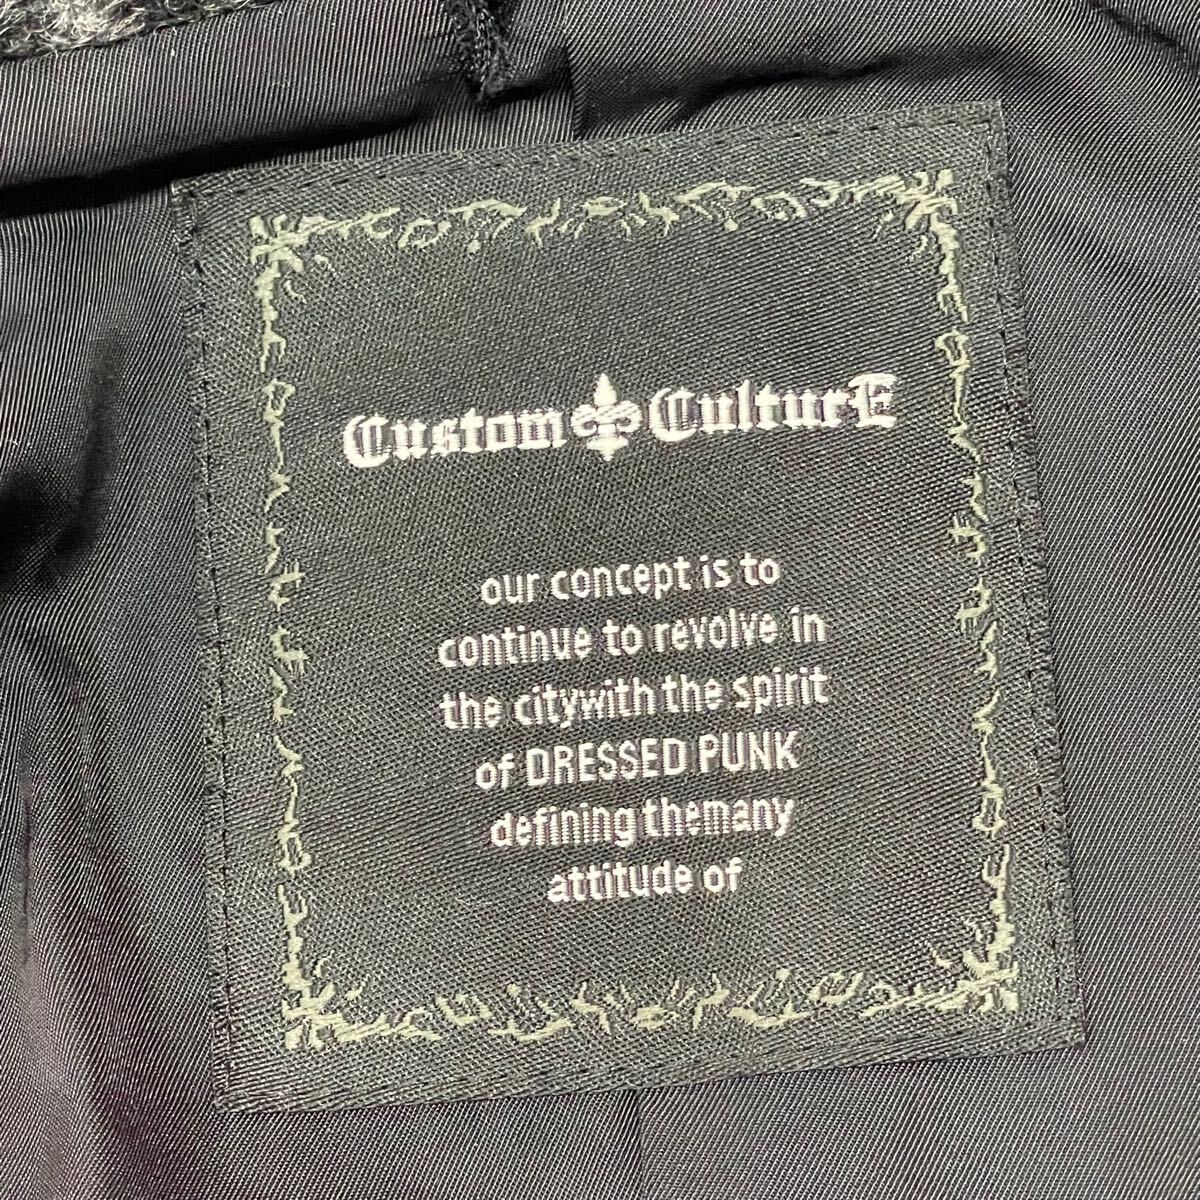 Custom CulturE
our concept is to
continue to revolve in
the citywith the spirit
of DRESSED PUNK
defining themany
attitude of